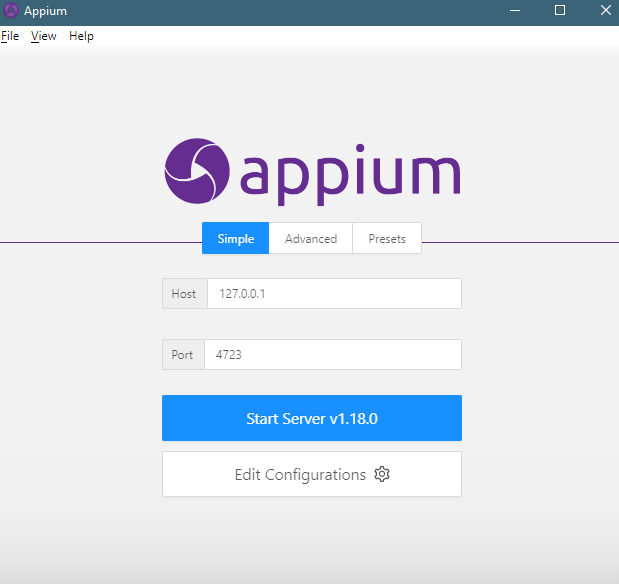 Appium
File View Help
appium
Simple Advanced Presets
Host 127.0.0.1
Port 4723
Start Server v1.18.0
Edit Configurations